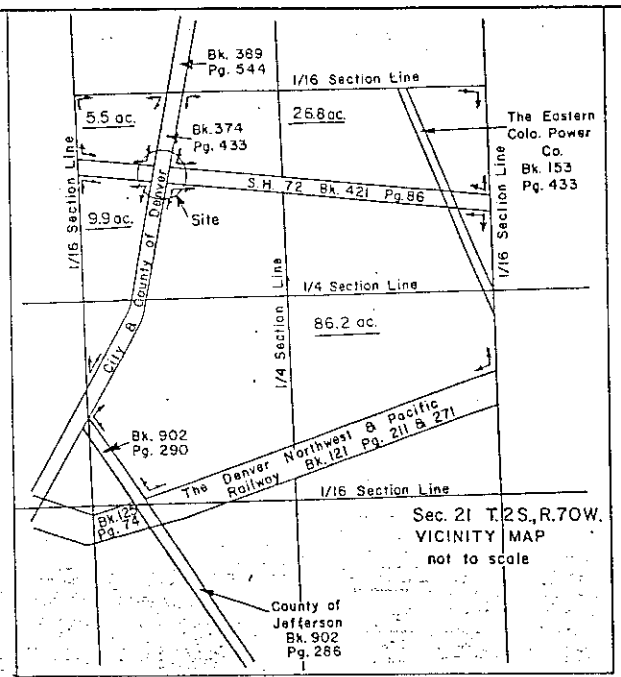 Bk. 389
Pg. 544
1/16 Section Line
5.5 ac.
Bk. 374
Pg. 433
26.8 ac.
The Eastern
Colo. Power
Co.
Bk. 153
Pg. 433
1/16 Section Line
S.H. 72 Bk. 421 Pg. 86
1/16 Section Line
9.9 ac.
Site
City & County of Denver
1/4 Section Line
86.2 ac.
1/4 Section Line
Bk. 902
Pg. 290
The Denver Northwest & Pacific
Railway Bk. 121 Pg. 211 & 271
1/16 Section Line
Bk. 125
Pg. 74
Sec. 21 T.2S., R.70W.
VICINITY MAP
not to scale
County of
Jefferson
Bk. 902
Pg. 286